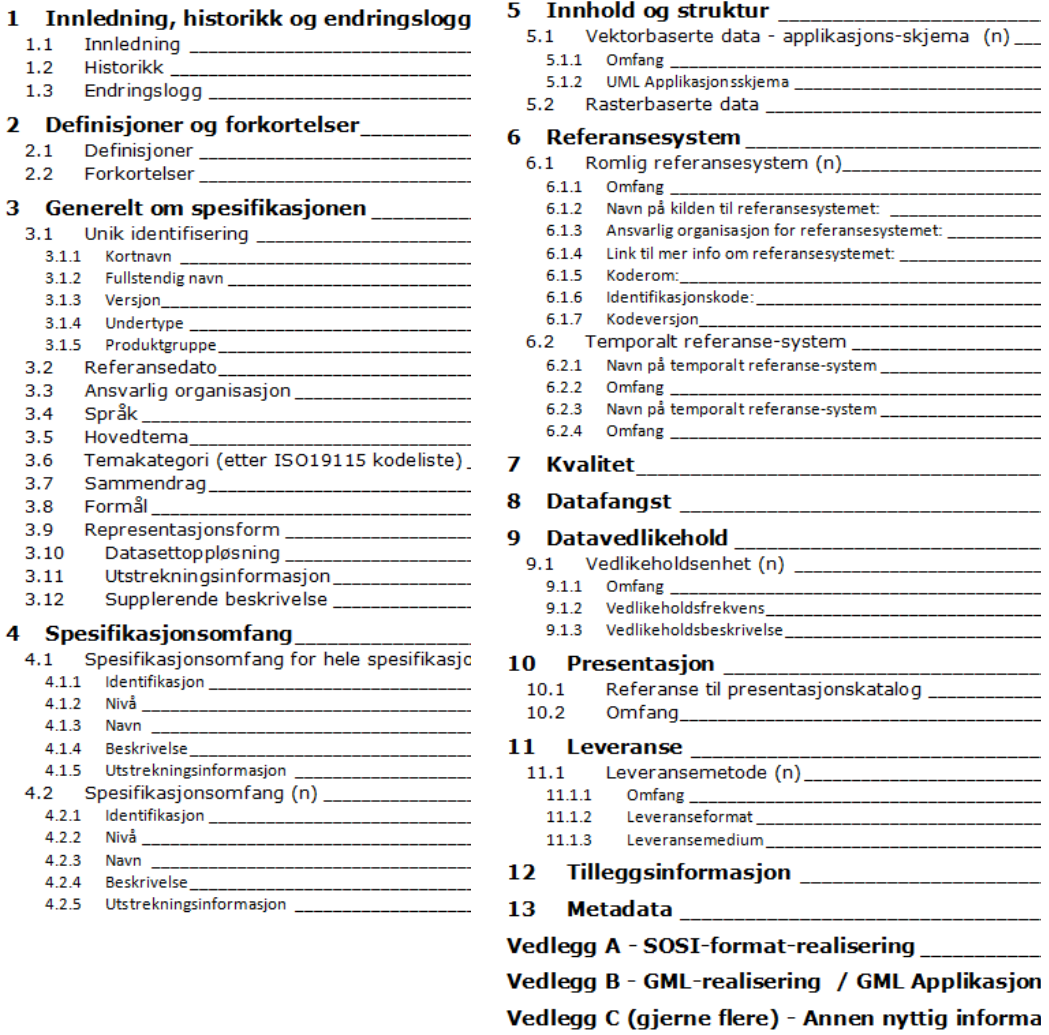 1 Innledning, historikk og endringslogg
1.1 Innledning
1.2 Historikk
1.3 Endringslogg
2 Definisjoner og forkortelser
2.1 Definisjoner
2.2 Forkortelser
3 Generelt om spesifikasjonen
3.1 Unik identifisering
3.1.1 Kortnavn
3.1.2 Fullstendig navn
3.1.3 Versjon
3.1.4 Undertype
3.1.5 Produktgruppe
3.2 Referansedato
3.3 Ansvarlig organisasjon
3.4 Språk
3.5 Hovedtema
3.6 Temakategori (etter ISO19115 kodeliste)
3.7 Sammendrag
3.8 Formål
3.9 Representasjonsform
3.10 Datasettoppløsning
3.11 Utstrekningsinformasjon
3.12 Supplerende beskrivelse
4 Spesifikasjonsomfang
4.1 Spesifikasjonsomfang for hele spesifikasjo
4.1.1 Identifikasjon
4.1.2 Nivå
4.1.3 Navn
4.1.4 Beskrivelse
4.1.5 Utstrekningsinformasjon
4.2 Spesifikasjonsomfang (n)
4.2.1 Identifikasjon
4.2.2 Nivå
4.2.3 Navn
4.2.4 Beskrivelse
4.2.5 Utstrekningsinformasjon
5 Innhold og struktur
5.1 Vektorbaserte data - applikasjons-skjema (n)
5.1.1 Omfang
5.1.2 UML Applikasjonsskjema
5.2 Rasterbaserte data
6 Referansesystem
6.1 Romlig referansesystem (n)
6.1.1 Omfang
6.1.2 Navn på kilden til referansesystemet:
6.1.3 Ansvarlig organisasjon for referansesystemet:
6.1.4 Link til mer info om referansesystemet:
6.1.5 Koderom:
6.1.6 Identifikasjonskode:
6.1.7 Kodeversjon
6.2 Temporalt referanse-system
6.2.1 Navn på temporalt referanse-system
6.2.2 Omfang
6.2.3 Navn på temporalt referanse-system
6.2.4 Omfang
7 Kvalitet
8 Datafangst
9 Datavedlikehold
9.1 Vedlikeholdsenhet (n)
9.1.1 Omfang
9.1.2 Vedlikeholdsfrekvens
9.1.3 Vedlikeholdsbeskrivelse
10 Presentasjon
10.1 Referanse til presentasjonskatalog
10.2 Omfang
11 Leveranse
11.1 Leveransemetode (n)
11.1.1 Omfang
11.1.2 Leveranseformat
11.1.3 Leveransemedium
12 Tilleggsinformasjon
13 Metadata
Vedlegg A - SOSI-format-realisering
Vedlegg B - GML-realisering / GML Applikasjon
Vedlegg C (gjerne flere) - Annen nyttig informa